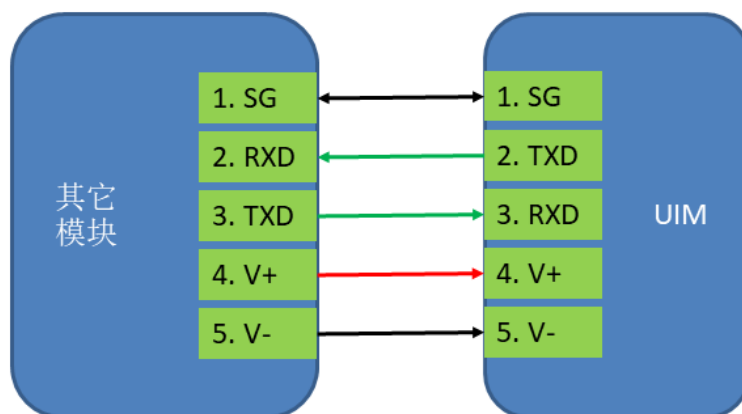 1. SG
2. RXD
3. TXD
4. V+
5. V-
其它
模块
1. SG
2. TXD
3. RXD
4. V+
5. V-
UIM